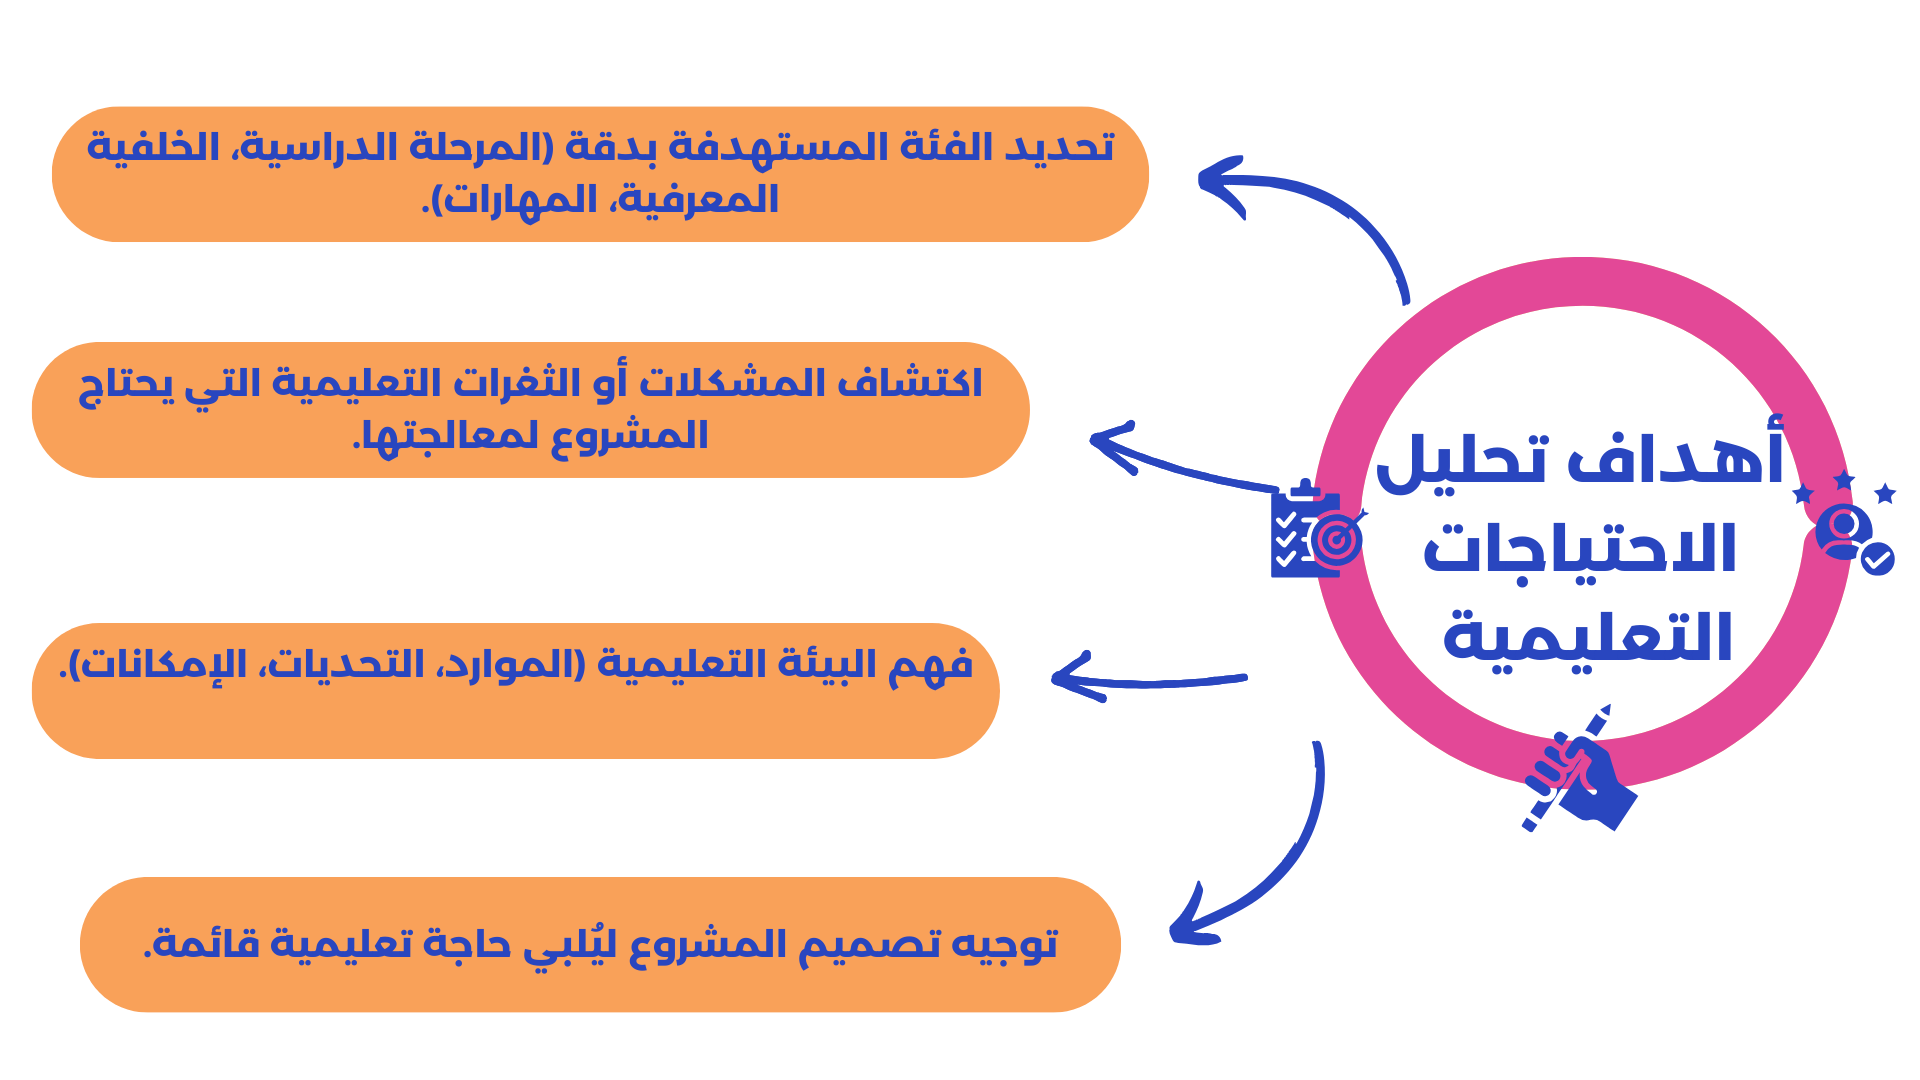 أهداف تحليل
الاحتياجات
التعليمية
تحديد الفئة المستهدفة بدقة (المرحلة الدراسية، الخلفية
المعرفية، المهارات).
اكتشاف المشكلات أو الثغرات التعليمية التي يحتاج
المشروع لمعالجتها.
فهم البيئة التعليمية (الموارد، التحديات، الإمكانات).
توجيه تصميم المشروع ليُلبي حاجة تعليمية قائمة.